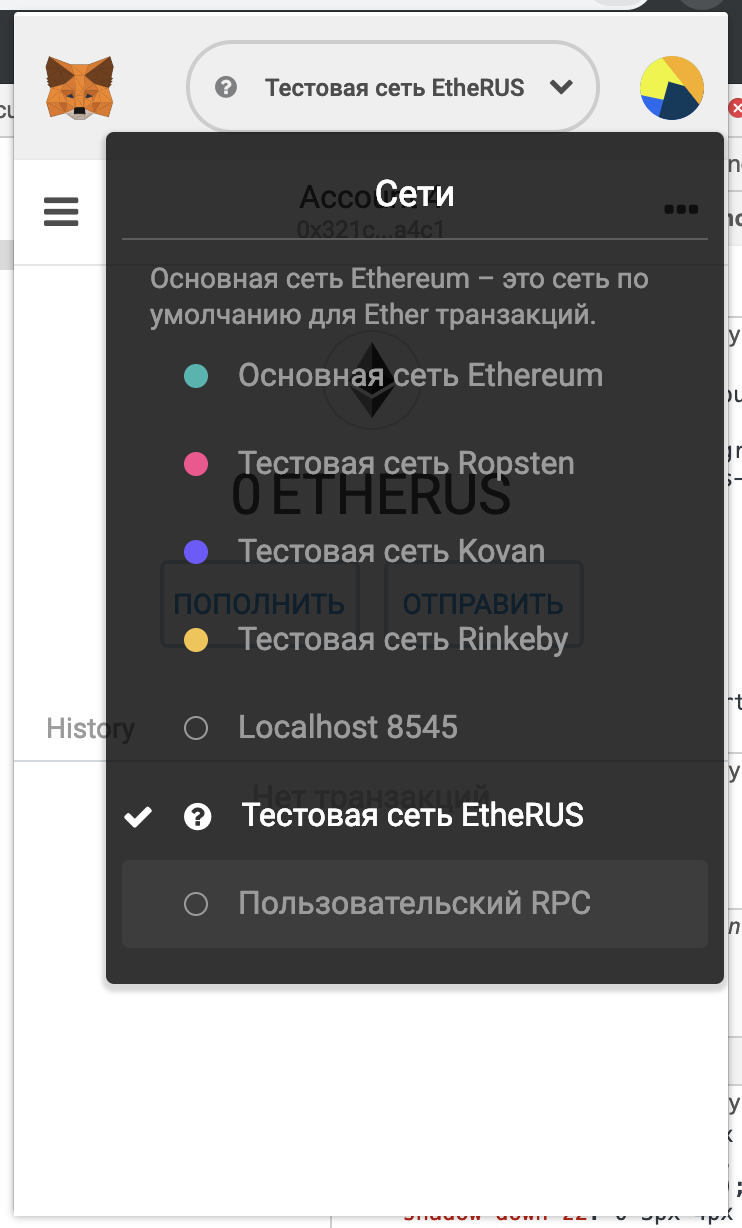 Тестовая сеть EtheRUS
Сети
0x321c...a4c1
Основная сеть Ethereum – это сеть по
умолчанию для Ether транзакций.
Основная сеть Ethereum
Тестовая сеть Ropsten
0 ETHERUS
Тестовая сеть Kovan
ПОПОЛНИТЬ
ОТПРАВИТЬ
Тестовая сеть Rinkeby
Localhost 8545
History
Нет транзакций
Тестовая сеть EtheRUS
Пользовательский RPC